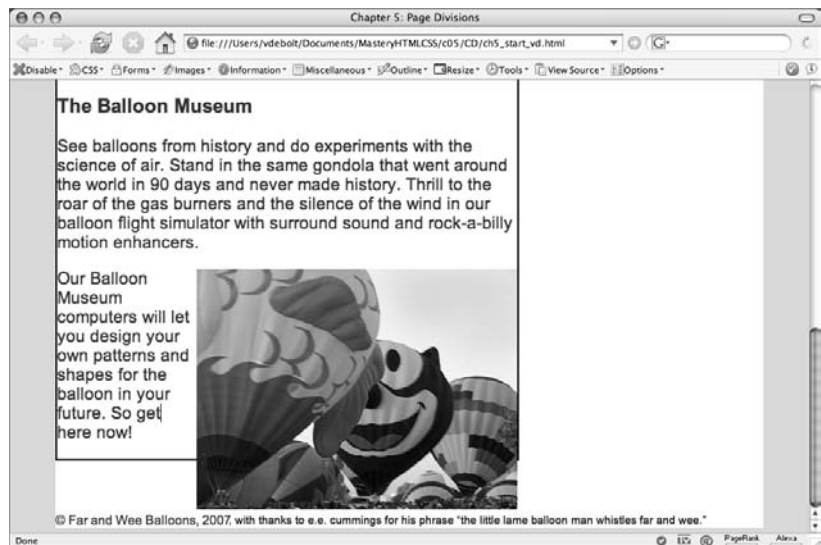 Chapter 5: Page Divisions
file:///Users/vdebolt/Documents/MasteryHTMLCSS/c05/CD/ch5_start_vd.html
Disable CSS Forms Images Information Miscellaneous Outline Resize Tools View Source Options
The Balloon Museum
See balloons from history and do experiments with the
science of air. Stand in the same gondola that went around
the world in 90 days and never made history. Thrill to the
roar of the gas burners and the silence of the wind in our
balloon flight simulator with surround sound and rock-a-billy
motion enhancers.
Our Balloon
Museum
computers will let
you design your
own patterns and
shapes for the
balloon in your
future. So get
here now!
© Far and Wee Balloons, 2007, with thanks to e.e. cummings for his phrase "the little lame balloon man whistles far and wee."
Done PageRank Alexa